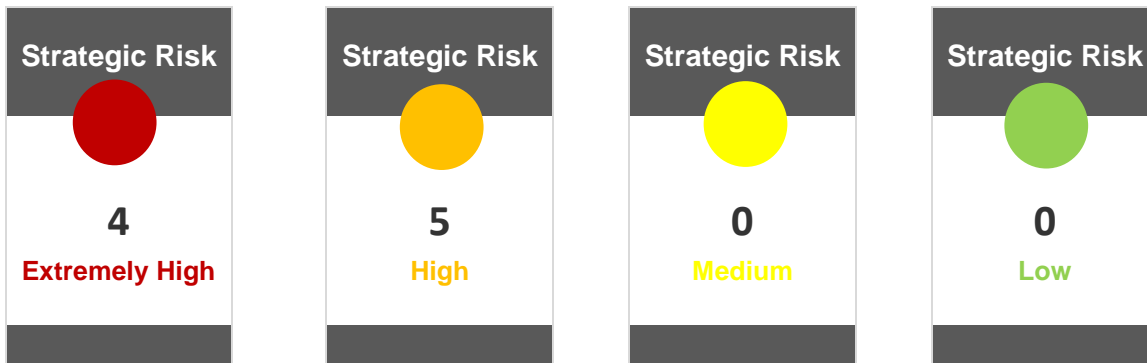 Strategic Risk
4
Extremely High
Strategic Risk
5
High
Strategic Risk
0
Medium
Strategic Risk
0
Low